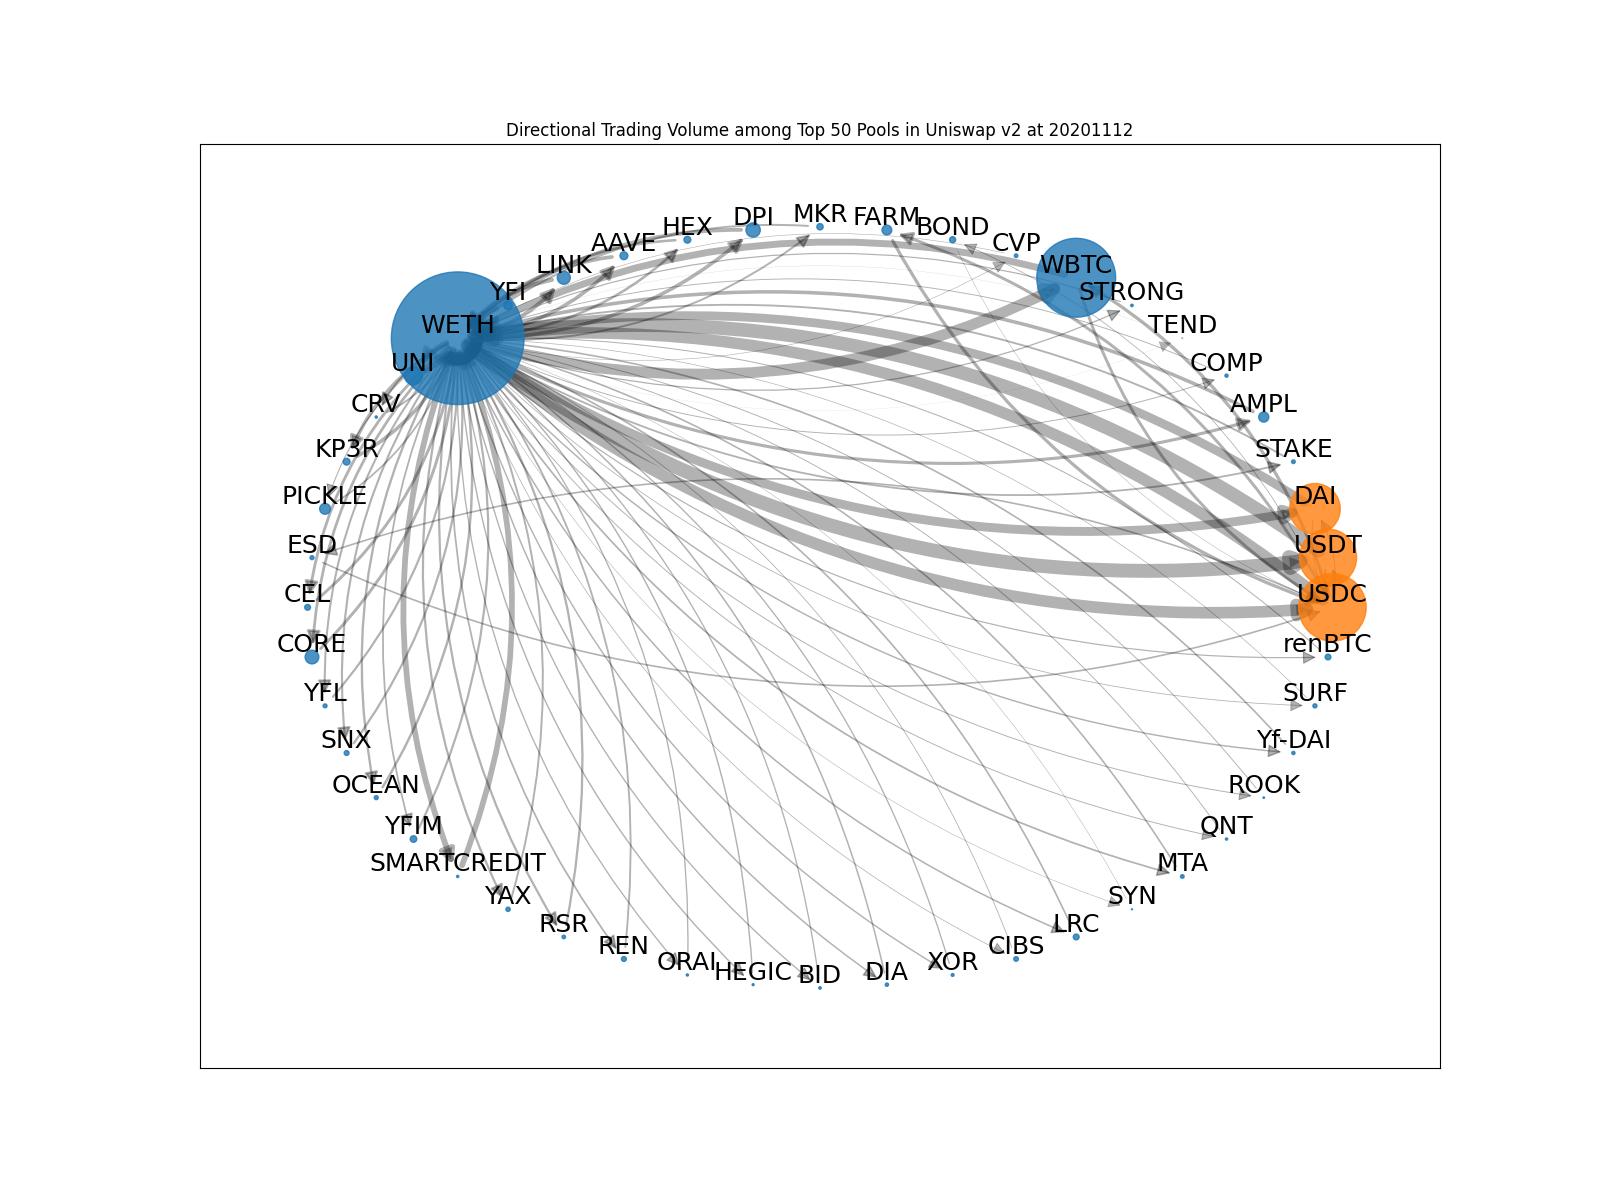 Directional Trading Volume among Top 50 Pools in Uniswap v2 at 20201112
MKR
DPI
FARM
HEX
BOND
AAVE
CVP
LINK
WBTC
YFI
STRONG
WETH
TEND
UNI
COMP
CRV
AMPL
KP3R
STAKE
PICKLE
DAI
ESD
USDT
CEL
USDC
CORE
renBTC
YFL
SURF
SNX
Yf-DAI
OCEAN
ROOK
YFIM
QNT
SMARTCREDIT
MTA
YAX
SYN
RSR
LRC
REN
CIBS
ORAI
XOR
HEGIC
DIA
BID